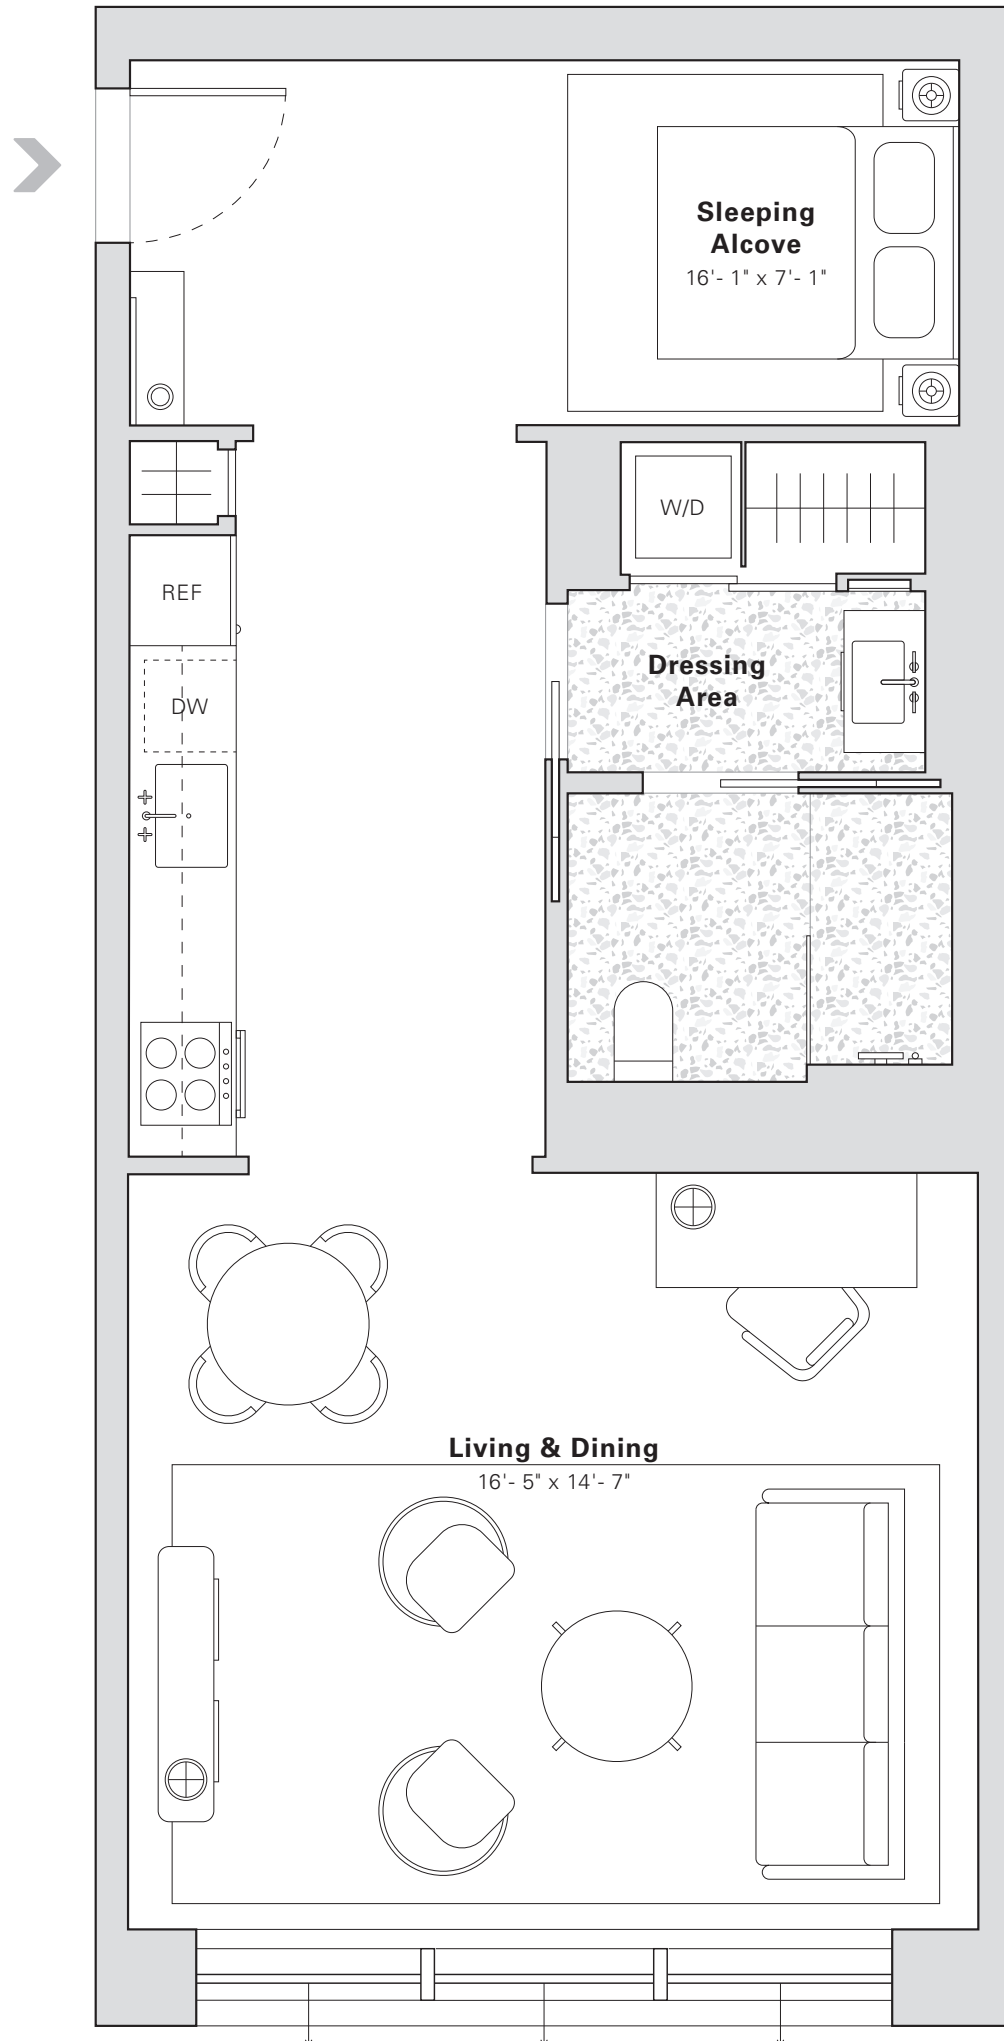 Sleeping
Alcove
16'- 1" x 7'- 1"
W/D
REF
Dressing
Area
DW
Living & Dining
16'- 5" x 14'- 7"